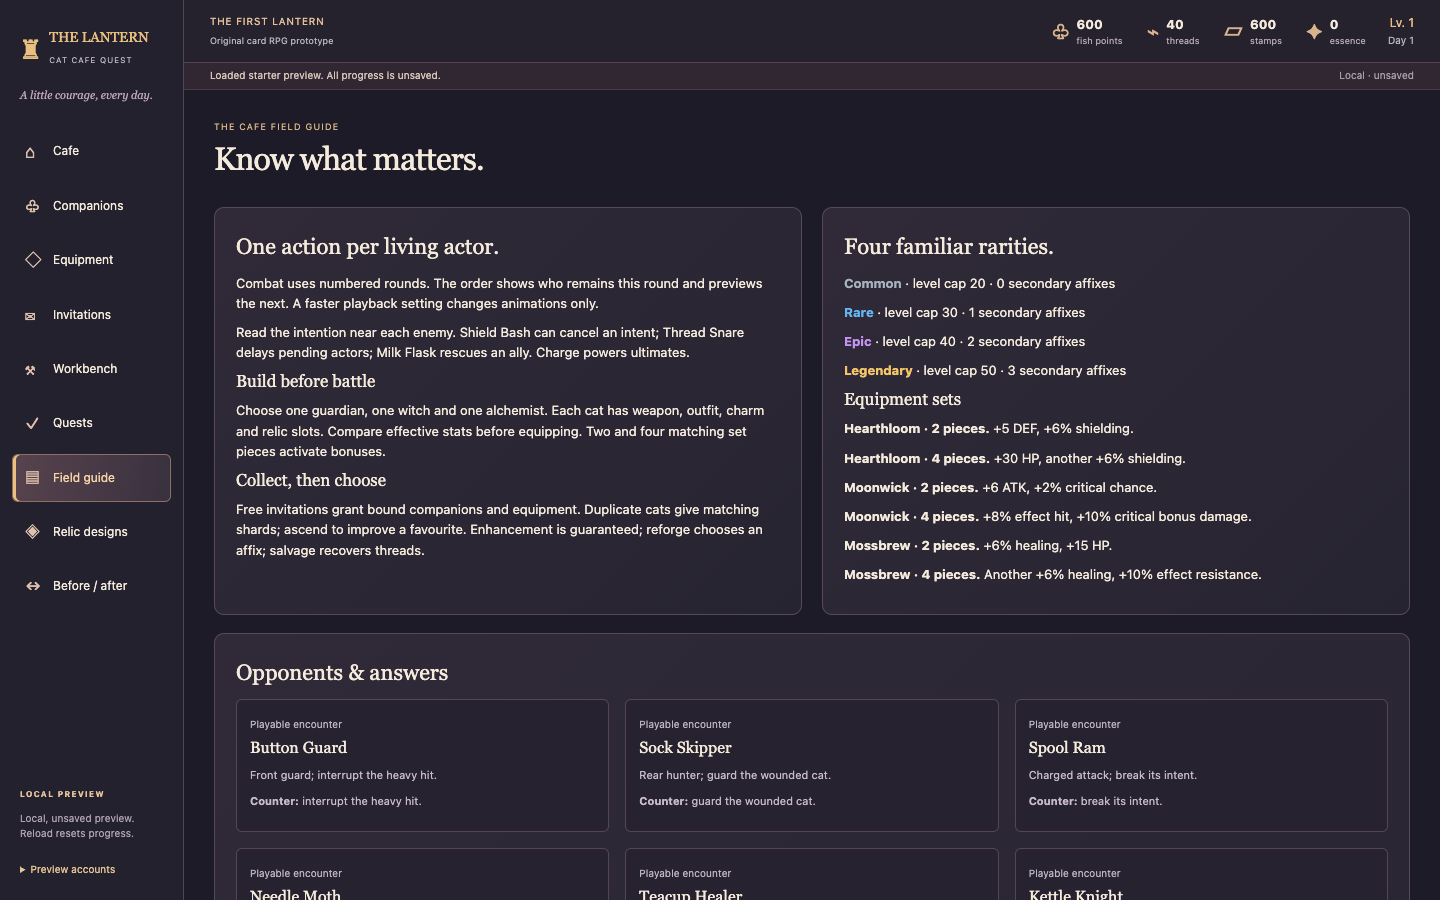 THE LANTERN
CAT CAFE QUEST
A little courage, every day.
Cafe
Companions
Equipment
Invitations
Workbench
Quests
Field guide
Relic designs
Before / after
LOCAL PREVIEW
Local, unsaved preview.
Reload resets progress.
Preview accounts
THE FIRST LANTERN
Original card RPG prototype
600
fish points
40
threads
600
stamps
0
essence
Lv. 1
Day 1
Loaded starter preview. All progress is unsaved.
Local · unsaved
THE CAFE FIELD GUIDE
Know what matters.
One action per living actor.
Combat uses numbered rounds. The order shows who remains this round and previews
the next. A faster playback setting changes animations only.
Read the intention near each enemy. Shield Bash can cancel an intent; Thread Snare
delays pending actors; Milk Flask rescues an ally. Charge powers ultimates.
Build before battle
Choose one guardian, one witch and one alchemist. Each cat has weapon, outfit, charm
and relic slots. Compare effective stats before equipping. Two and four matching set
pieces activate bonuses.
Collect, then choose
Free invitations grant bound companions and equipment. Duplicate cats give matching
shards; ascend to improve a favourite. Enhancement is guaranteed; reforge chooses an
affix; salvage recovers threads.
Four familiar rarities.
Common · level cap 20 · 0 secondary affixes
Rare · level cap 30 · 1 secondary affixes
Epic · level cap 40 · 2 secondary affixes
Legendary · level cap 50 · 3 secondary affixes
Equipment sets
Hearthloom · 2 pieces. +5 DEF, +6% shielding.
Hearthloom · 4 pieces. +30 HP, another +6% shielding.
Moonwick · 2 pieces. +6 ATK, +2% critical chance.
Moonwick · 4 pieces. +8% effect hit, +10% critical bonus damage.
Mossbrew · 2 pieces. +6% healing, +15 HP.
Mossbrew · 4 pieces. Another +6% healing, +10% effect resistance.
Opponents & answers
Playable encounter
Button Guard
Front guard; interrupt the heavy hit.
Counter: interrupt the heavy hit.
Playable encounter
Sock Skipper
Rear hunter; guard the wounded cat.
Counter: guard the wounded cat.
Playable encounter
Spool Ram
Charged attack; break its intent.
Counter: break its intent.
Playable encounter
Needle Moth
Playable encounter
Teacup Healer
Playable encounter
Kettle Knight